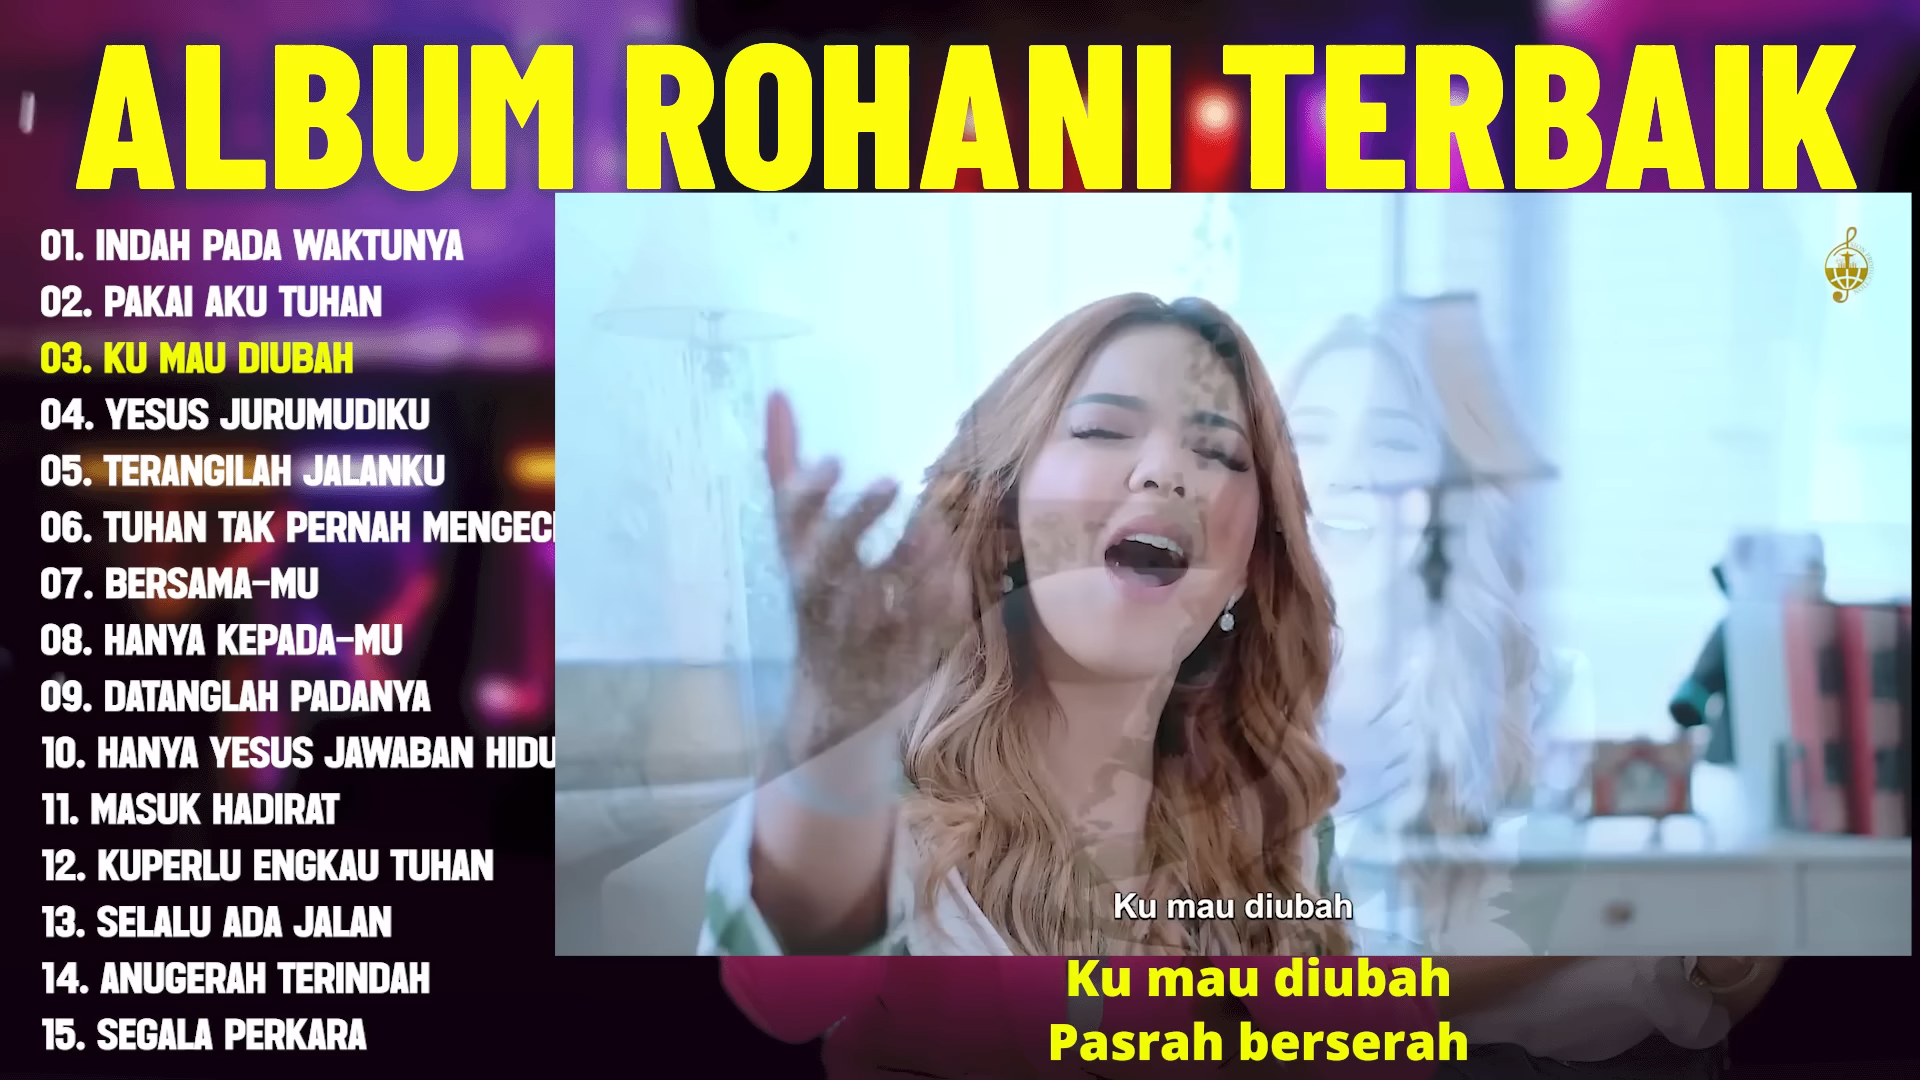 ALBUM ROHANI TERBAIK
01. INDAH PADA WAKTUNYA
02. PAKAI AKU TUHAN
03. KU MAU DIUBAH
04. YESUS JURUMUDIKU
05. TERANGILAH JALANKU
06. TUHAN TAK PERNAH
07. BERSAMA-MU
08. HANYA KEPADA-MU
09. DATANGLAH PADANYA
10. HANYA YESUS JAWABAN
11. MASUK HADIRAT
12. KUPERLU ENGKAU TUHAN
13. SELALU ADA JALAN
14. ANUGERAH TERINDAH
15. SEGALA PERKARA
Ku mau diubah
Ku mau diubah
Pasrah berserah